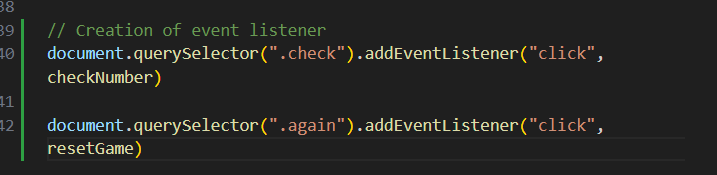 38
39 // Creation of event listener
40 document.querySelector(".check").addEventListener("click",
checkNumber)
41
42 document.querySelector(".again").addEventListener("click",
resetGame)